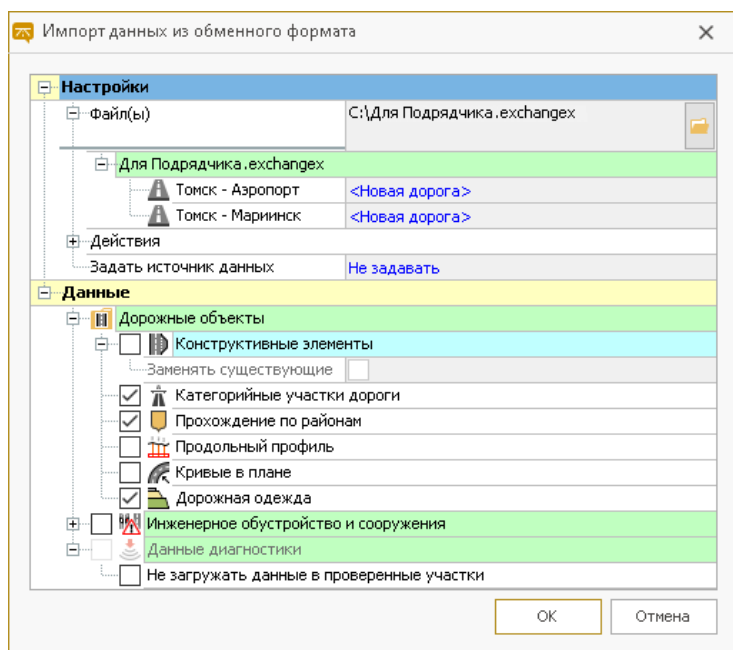 Импорт данных из обменного формата
Настройки
Файл(ы) C:\Для Подрядчика.exchangex
Для Подрядчика.exchangex
Томск - Аэропорт <Новая дорога>
Томск - Мариинск <Новая дорога>
Действия
Задать источник данных Не задавать
Данные
Дорожные объекты
Конструктивные элементы
Заменять существующие
Категорийные участки дороги
Прохождение по районам
Продольный профиль
Кривые в плане
Дорожная одежда
Инженерное обустройство и сооружения
Данные диагностики
Не загружать данные в проверенные участки
ОК Отмена